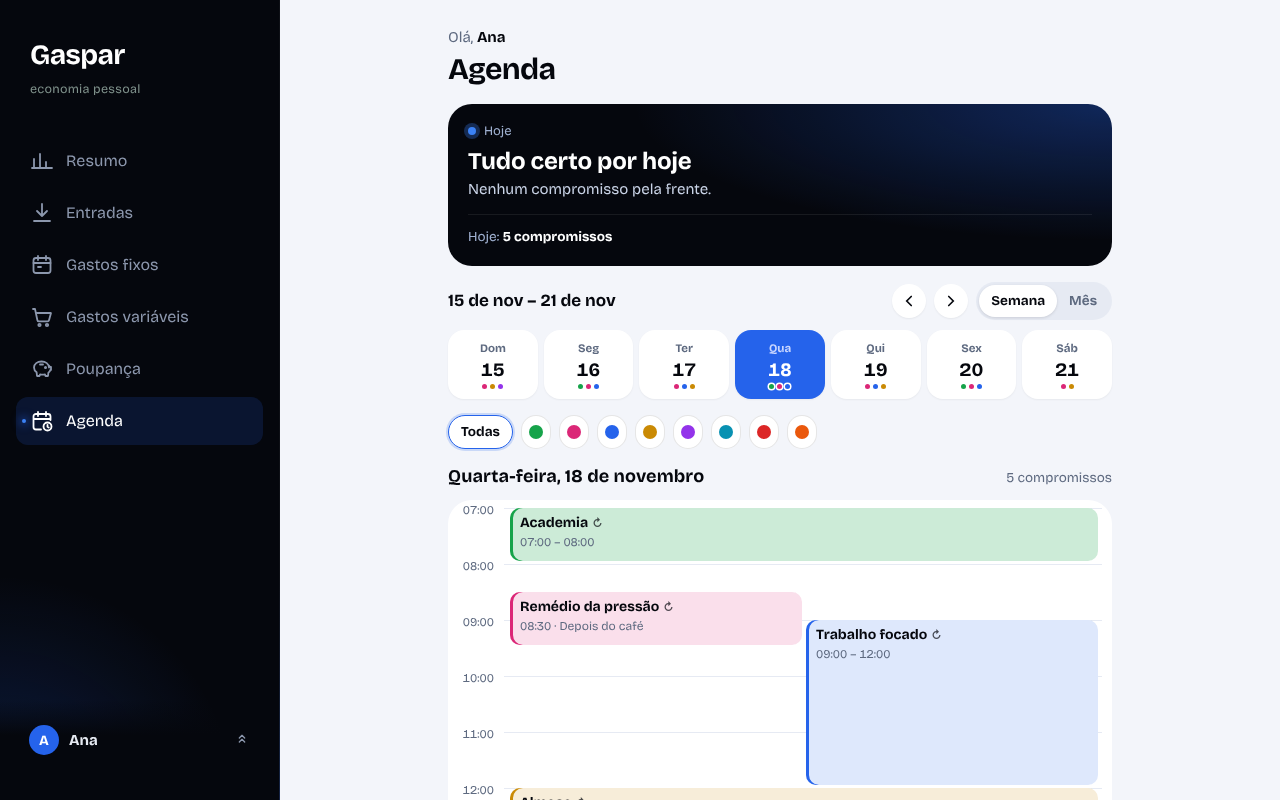 Gaspar
economia pessoal
Resumo
Entradas
Gastos fixos
Gastos variáveis
Poupança
Agenda
A
Ana
Olá, Ana
Agenda
Hoje
Tudo certo por hoje
Nenhum compromisso pela frente.
Hoje: 5 compromissos
15 de nov – 21 de nov
Semana
Mês
Dom
15
Seg
16
Ter
17
Qua
18
Qui
19
Sex
20
Sáb
21
Todas
Quarta-feira, 18 de novembro
5 compromissos
07:00
Academia ↻
07:00 – 08:00
08:00
Remédio da pressão ↻
08:30 · Depois do café
09:00
Trabalho focado ↻
09:00 – 12:00
10:00
11:00
12:00